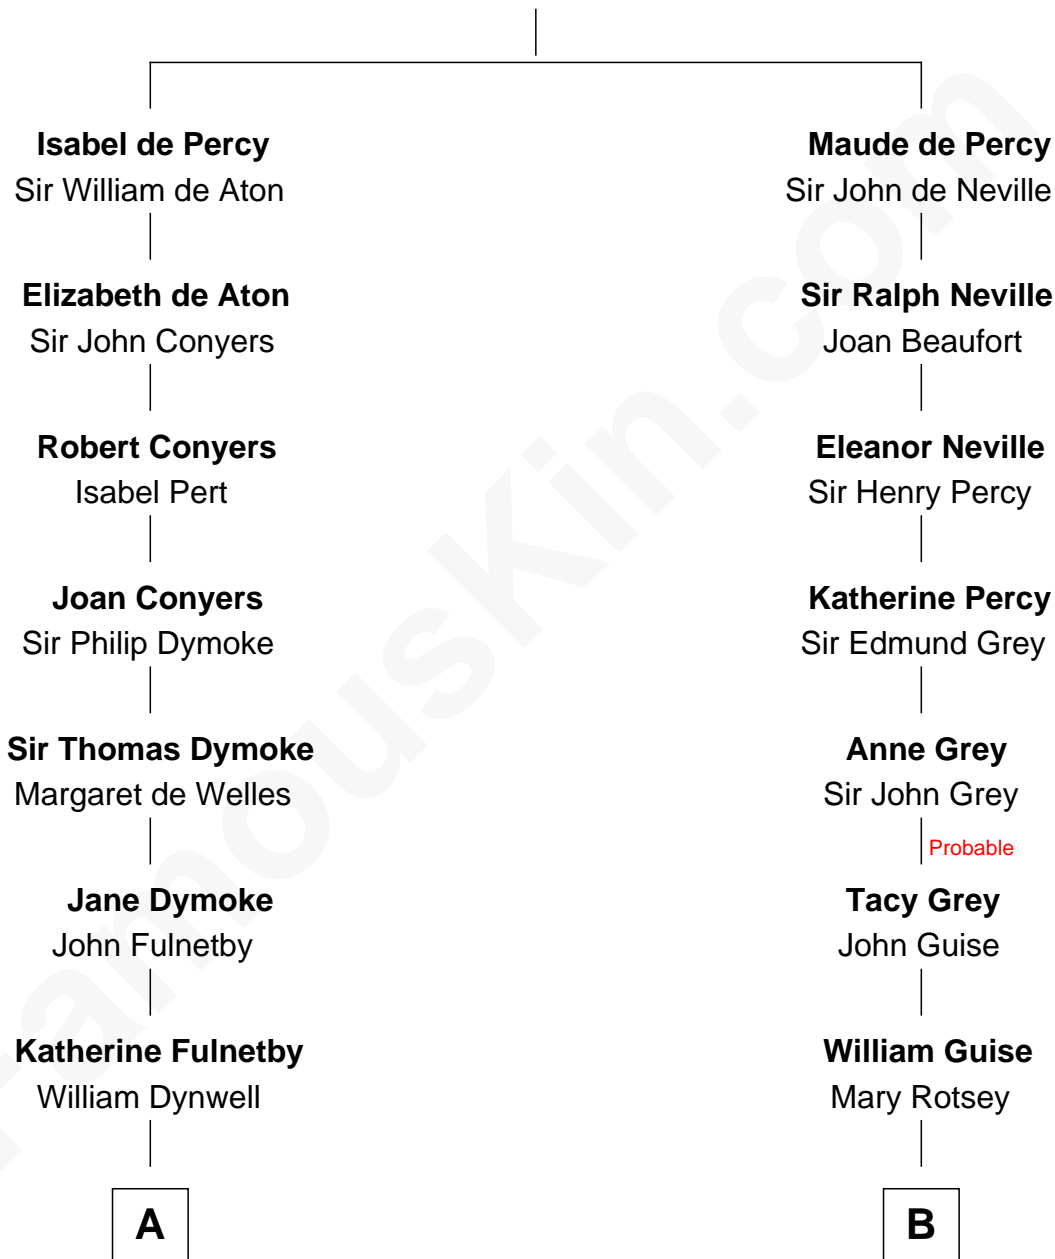 Isabel de Percy
Sir William de Aton
Maude de Percy
Sir John de Neville
Elizabeth de Aton
Sir John Conyers
Sir Ralph Neville
Joan Beaufort
Robert Conyers
Isabel Pert
Eleanor Neville
Sir Henry Percy
Joan Conyers
Sir Philip Dymoke
Katherine Percy
Sir Edmund Grey
Sir Thomas Dymoke
Margaret de Welles
Anne Grey
Sir John Grey
Probable
Jane Dymoke
John Fulnetby
Tacy Grey
John Guise
Katherine Fulnetby
William Dynwell
William Guise
Mary Rotsey
A
B
FamousKin.com